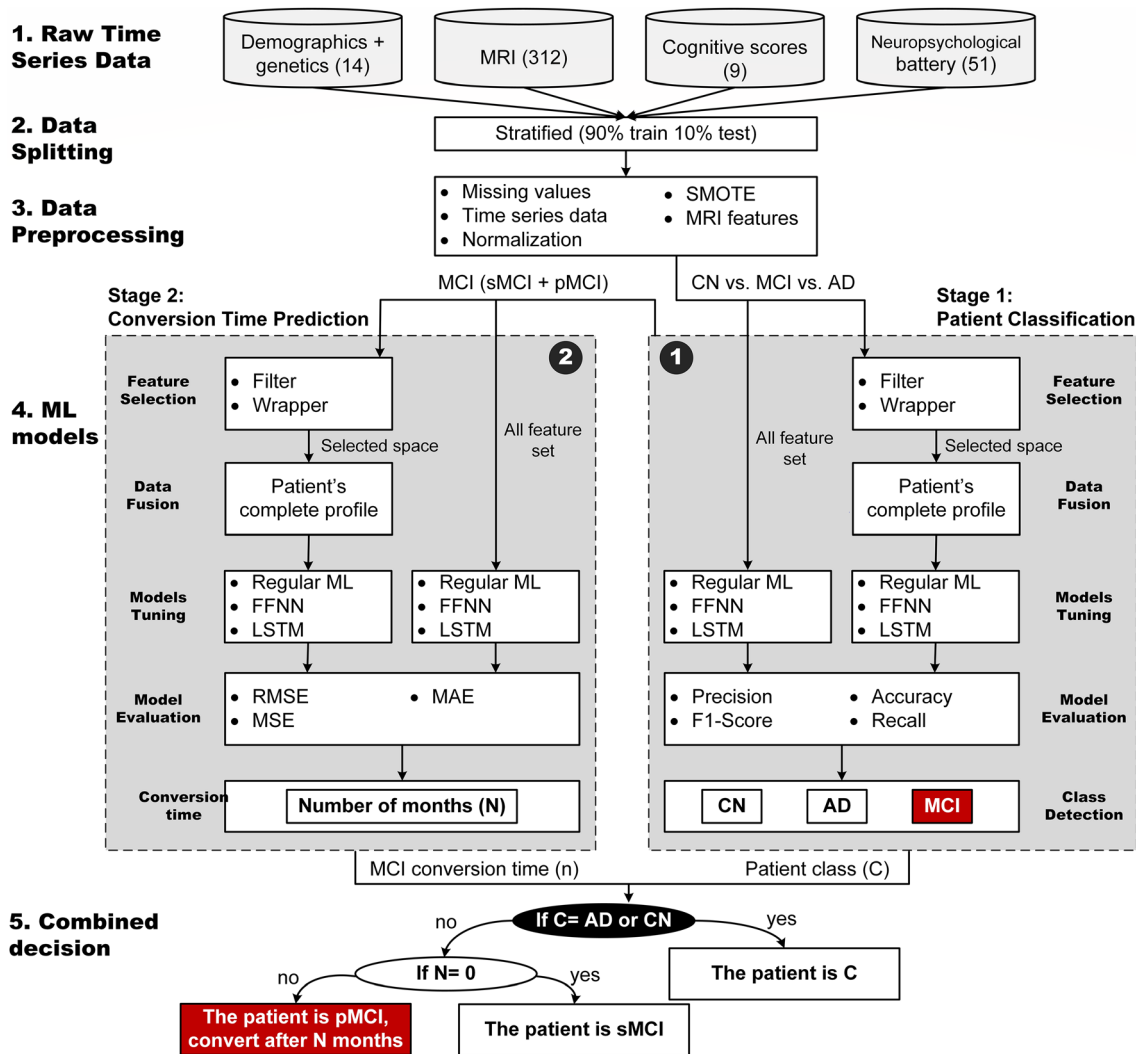 1. Raw Time
Series Data
Demographics +
genetics (14)
MRI (312)
Cognitive scores
(9)
Neuropsychological
battery (51)
2. Data
Splitting
Stratified (90% train 10% test)
3. Data
Preprocessing
• Missing values
• Time series data
• Normalization
• SMOTE
• MRI features
MCI (sMCI + pMCI)
CN vs. MCI vs. AD
Stage 2:
Conversion Time Prediction
Stage 1:
Patient Classification
4. ML
models
2
Feature
Selection
• Filter
• Wrapper
Selected space
All feature
set
Data
Fusion
Patient's
complete profile
Models
Tuning
• Regular ML
• FFNN
• LSTM
• Regular ML
• FFNN
• LSTM
Model
Evaluation
• RMSE
• MSE
• MAE
Conversion
time
Number of months (N)
1
• Filter
• Wrapper
Feature
Selection
All feature
set
Selected space
Patient's
complete profile
Data
Fusion
• Regular ML
• FFNN
• LSTM
• Regular ML
• FFNN
• LSTM
Models
Tuning
• Precision
• F1-Score
• Accuracy
• Recall
Model
Evaluation
CN
AD
MCI
Class
Detection
MCI conversion time (n)
Patient class (C)
5. Combined
decision
If C= AD or CN
no
yes
If N= 0
The patient is C
no
yes
The patient is pMCI,
convert after N months
The patient is sMCI